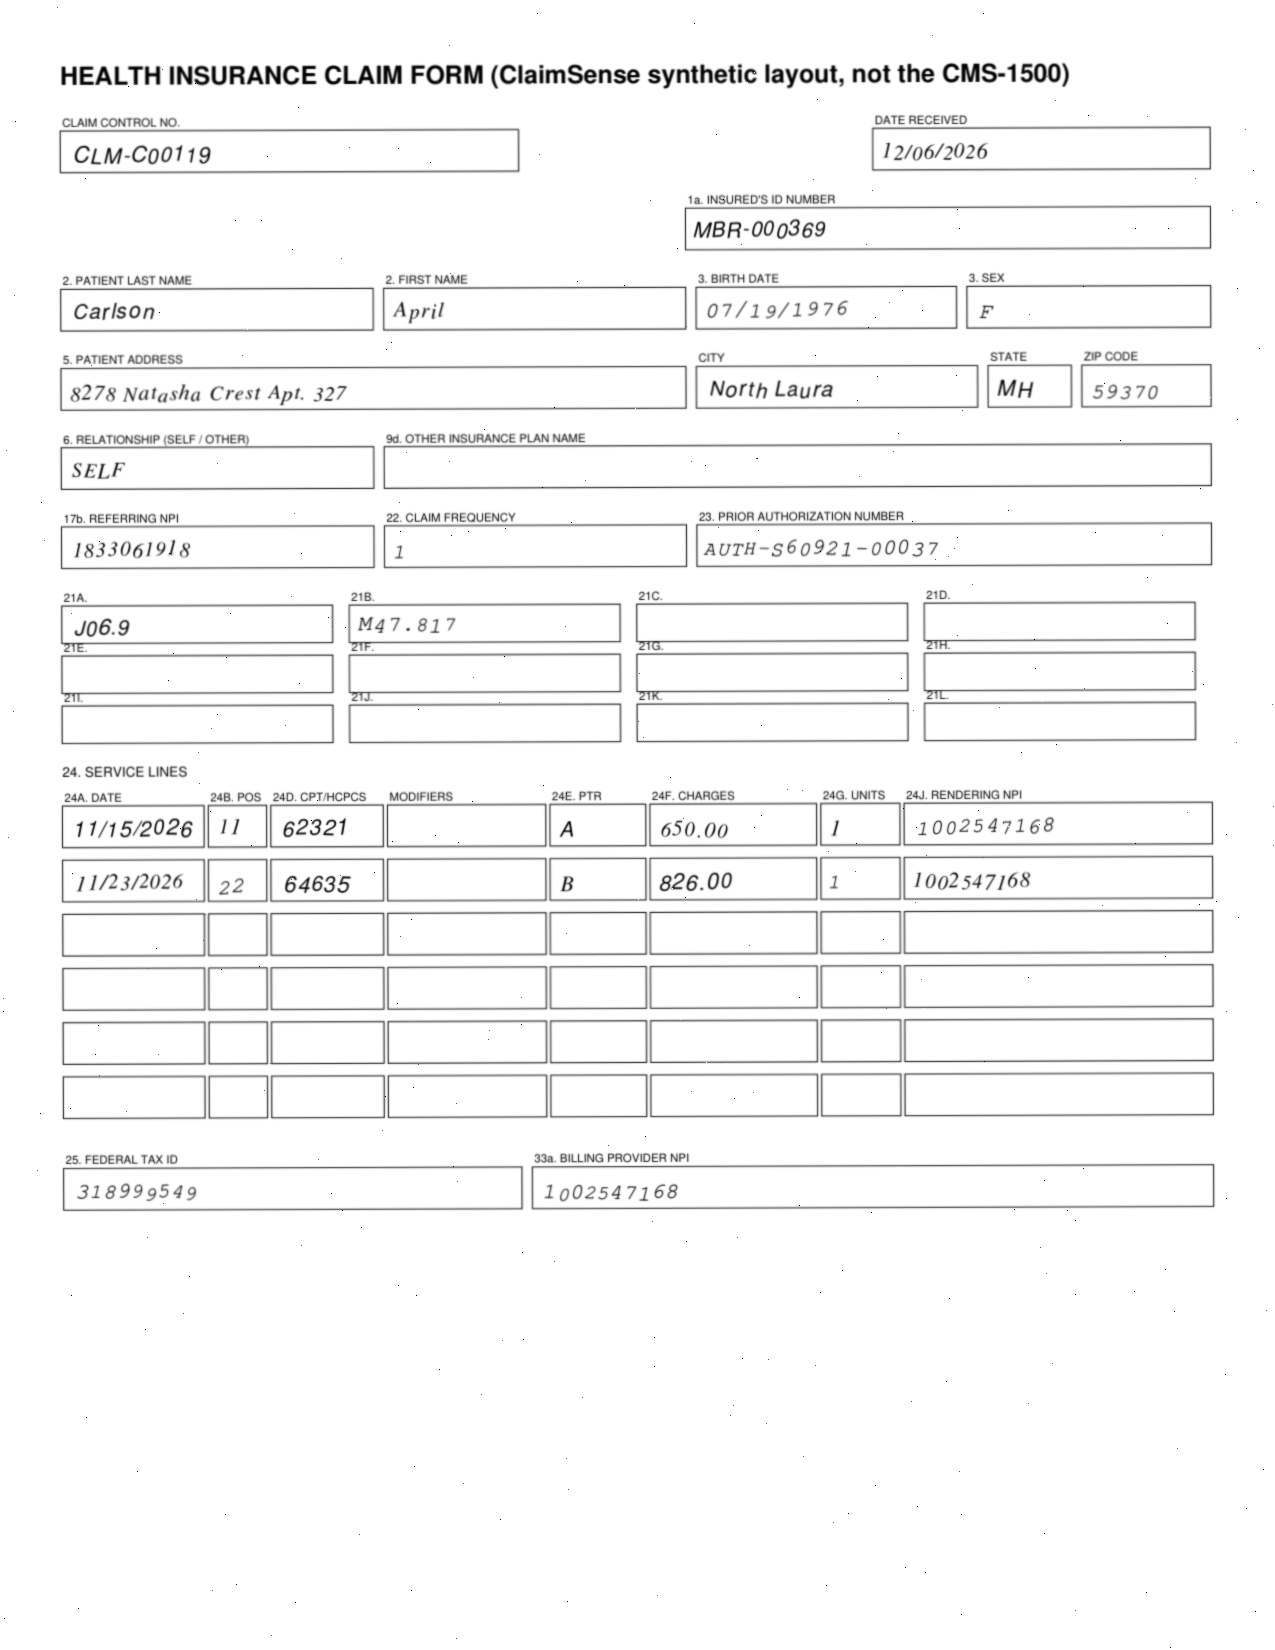 HEALTH INSURANCE CLAIM FORM (ClaimSense synthetic layout, not the CMS-1500)
CLAIM CONTROL NO. DATE RECEIVED
CLM-C00119 12/06/2026
1a. INSURED'S ID NUMBER
MBR-000369
2. PATIENT LAST NAME 2. FIRST NAME 3. BIRTH DATE 3. SEX
Carlson April 07/19/1976 F
5. PATIENT ADDRESS CITY STATE ZIP CODE
8278 Natasha Crest Apt. 327 North Laura MH 59370
6. RELATIONSHIP (SELF / OTHER) 9d. OTHER INSURANCE PLAN NAME
SELF
17b. REFERRING NPI 22. CLAIM FREQUENCY 23. PRIOR AUTHORIZATION NUMBER
1833061918 1 AUTH-S60921-00037
21A. 21B. 21C. 21D.
J06.9 M47.817
21E. 21F. 21G. 21H.
21I. 21J. 21K. 21L.
24. SERVICE LINES
24A. DATE 24B. POS 24D. CPT/HCPCS MODIFIERS 24E. PTR 24F. CHARGES 24G. UNITS 24J. RENDERING NPI
11/15/2026 11 62321 A 650.00 1 1002547168
11/23/2026 22 64635 B 826.00 1 1002547168
25. FEDERAL TAX ID 33a. BILLING PROVIDER NPI
318999549 1002547168